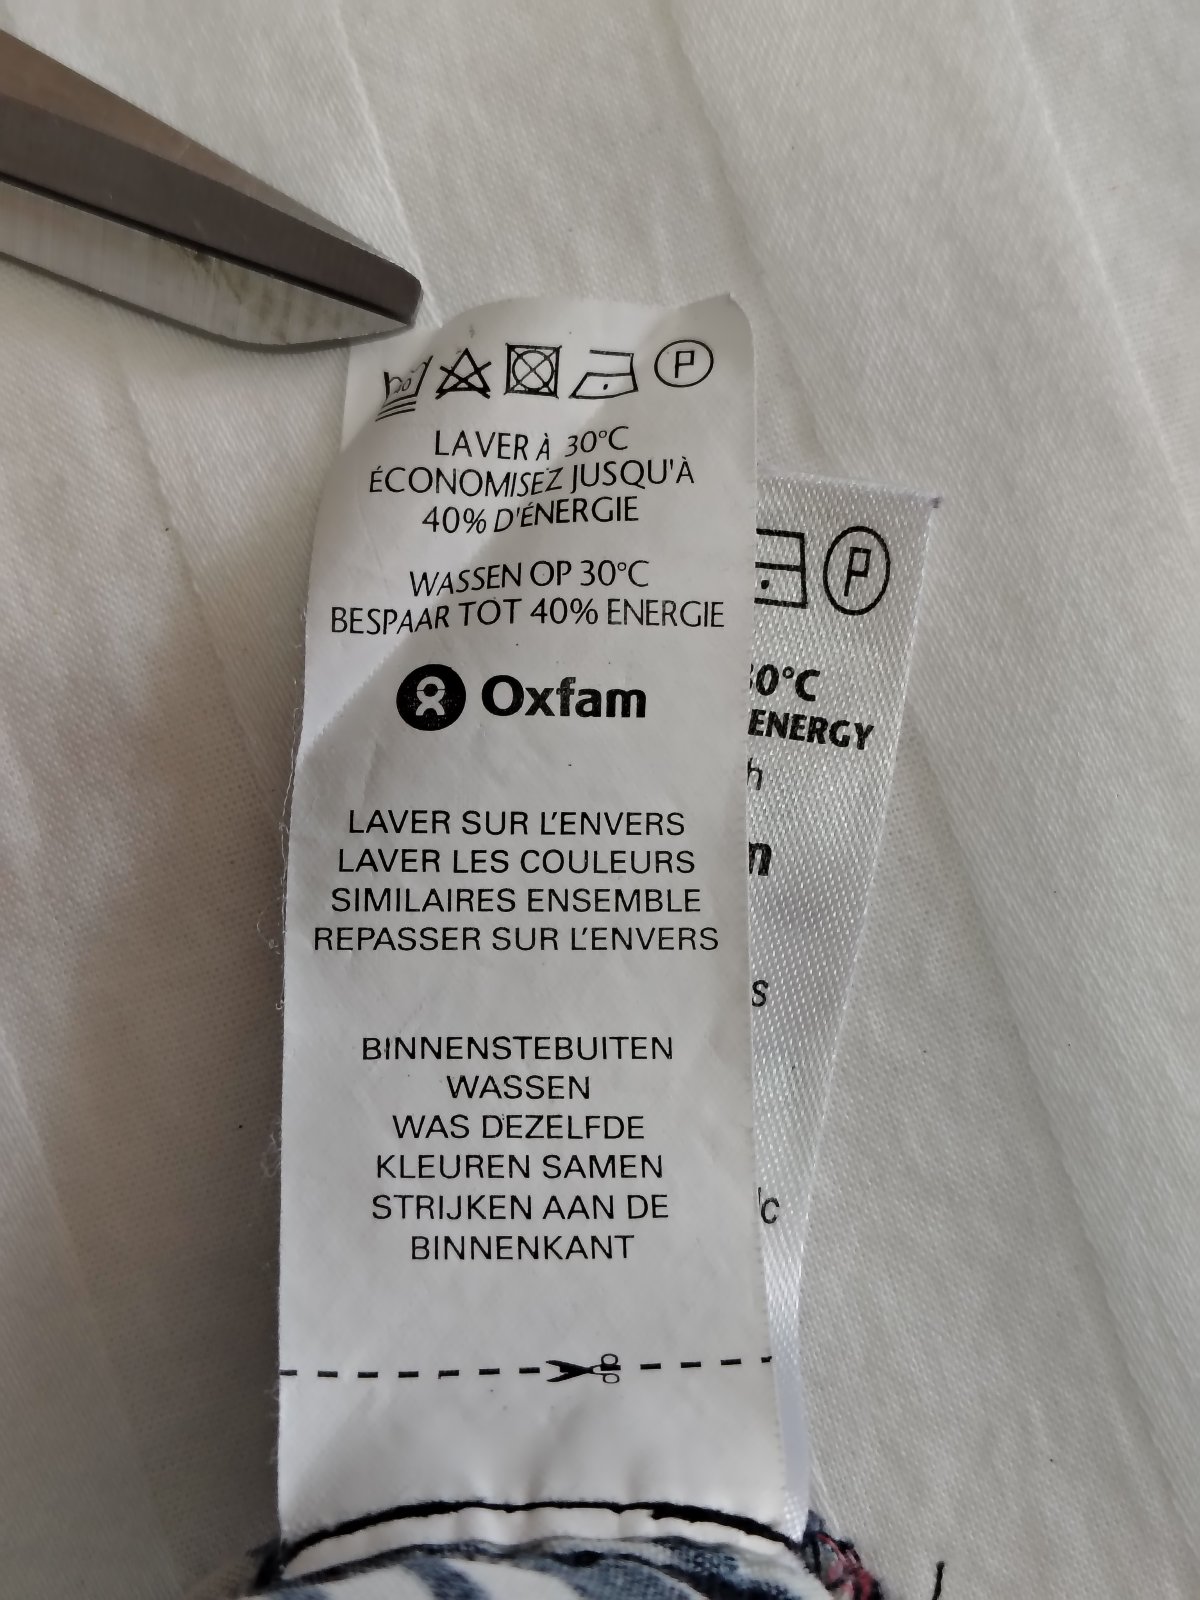 P
LAVER À 30°C
ÉCONOMISEZ JUSQU'À
40% D'ÉNERGIE
WASSEN OP 30°C
BESPAAR TOT 40% ENERGIE
Oxfam
LAVER SUR L'ENVERS
LAVER LES COULEURS
SIMILAIRES ENSEMBLE
REPASSER SUR L'ENVERS
BINNENSTEBUITEN
WASSEN
WAS DEZELFDE
KLEUREN SAMEN
STRIJKEN AAN DE
BINNENKANT
P
0°C
ENERGY